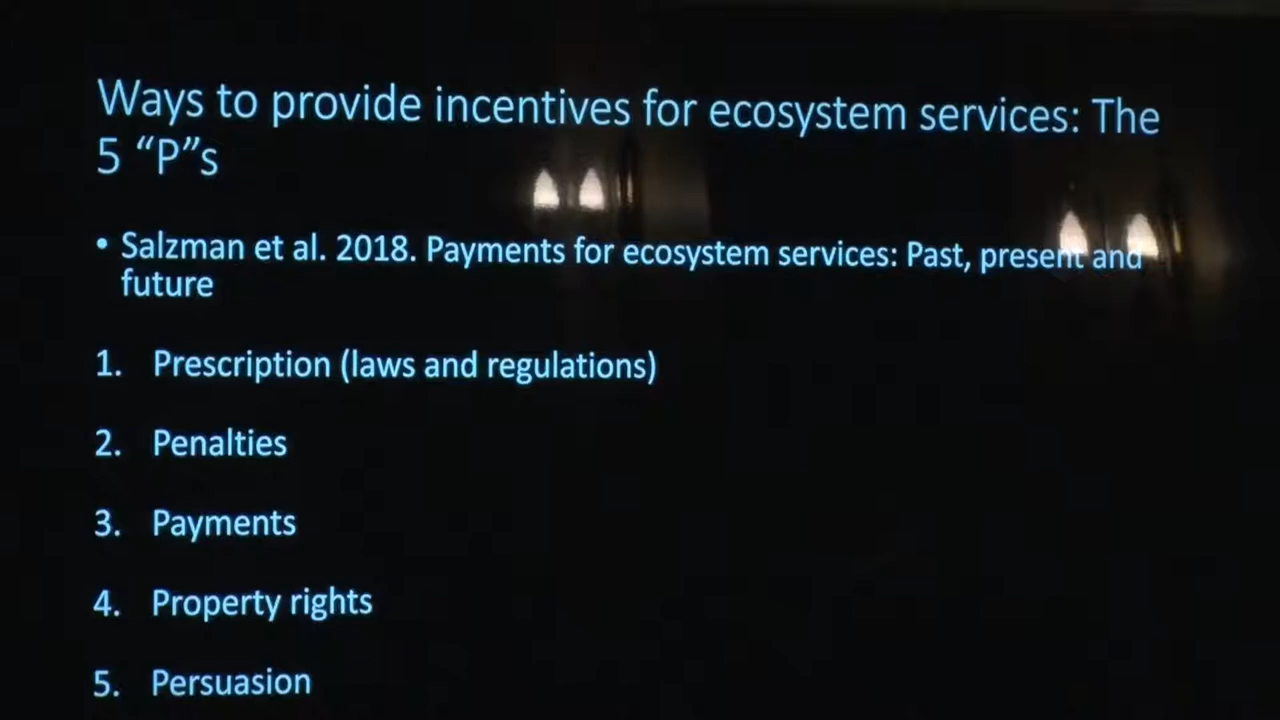 Ways to provide incentives for ecosystem services: The
5 “P”s
• Salzman et al. 2018. Payments for ecosystem services: Past, present and
future
1. Prescription (laws and regulations)
2. Penalties
3. Payments
4. Property rights
5. Persuasion